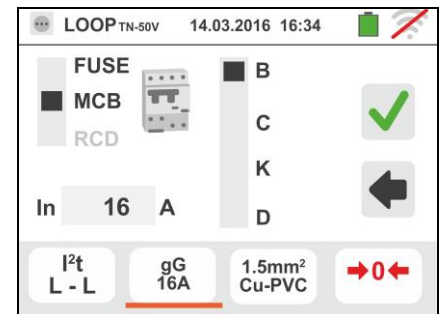 LOOP TN-50V 14.03.2016 16:34
FUSE
MCB
RCD
B
C
K
D
In 16 A
I²t
L - L
gG
16A
1.5mm²
Cu-PVC
→0←